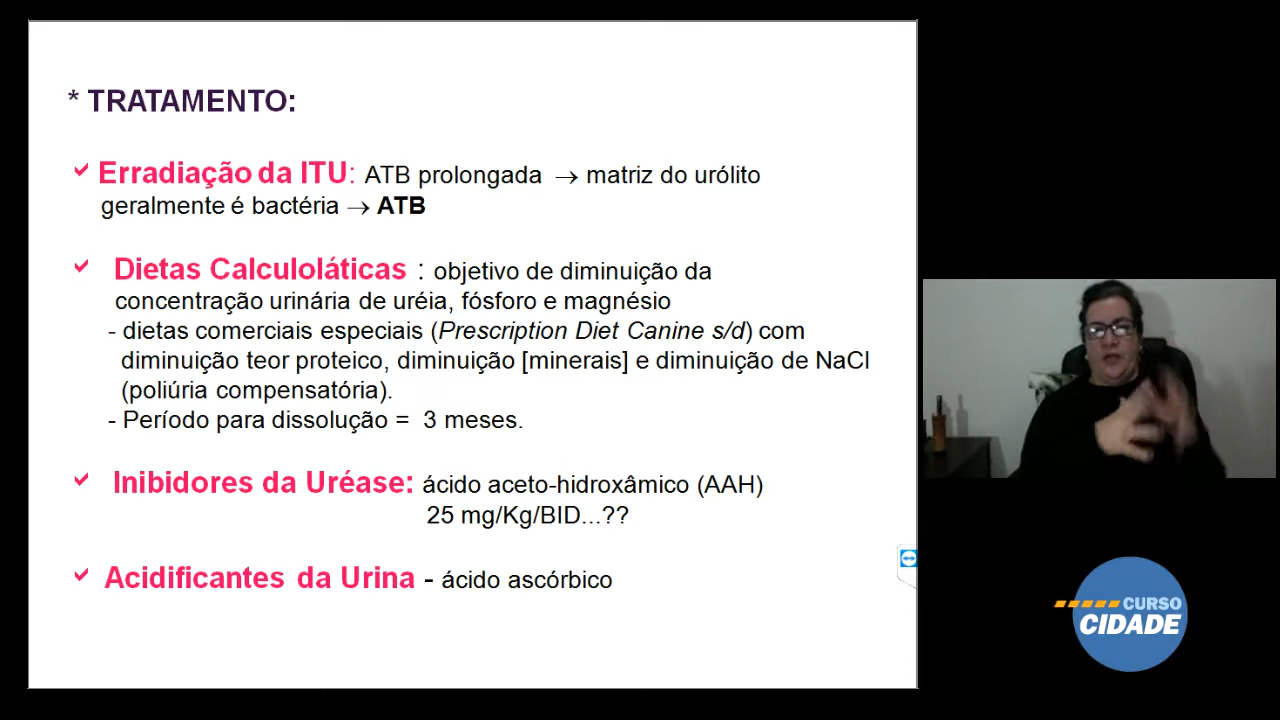 * TRATAMENTO:
Erradiação da ITU: ATB prolongada → matriz do urólito
geralmente é bactéria → ATB
Dietas Calculoláticas : objetivo de diminuição da
concentração urinária de uréia, fósforo e magnésio
- dietas comerciais especiais (Prescription Diet Canine s/d) com
diminuição teor proteico, diminuição [minerais] e diminuição de NaCl
(poliúria compensatória).
- Período para dissolução = 3 meses.
Inibidores da Uréase: ácido aceto-hidroxâmico (AAH)
25 mg/Kg/BID...??
Acidificantes da Urina - ácido ascórbico
CURSO
CIDADE